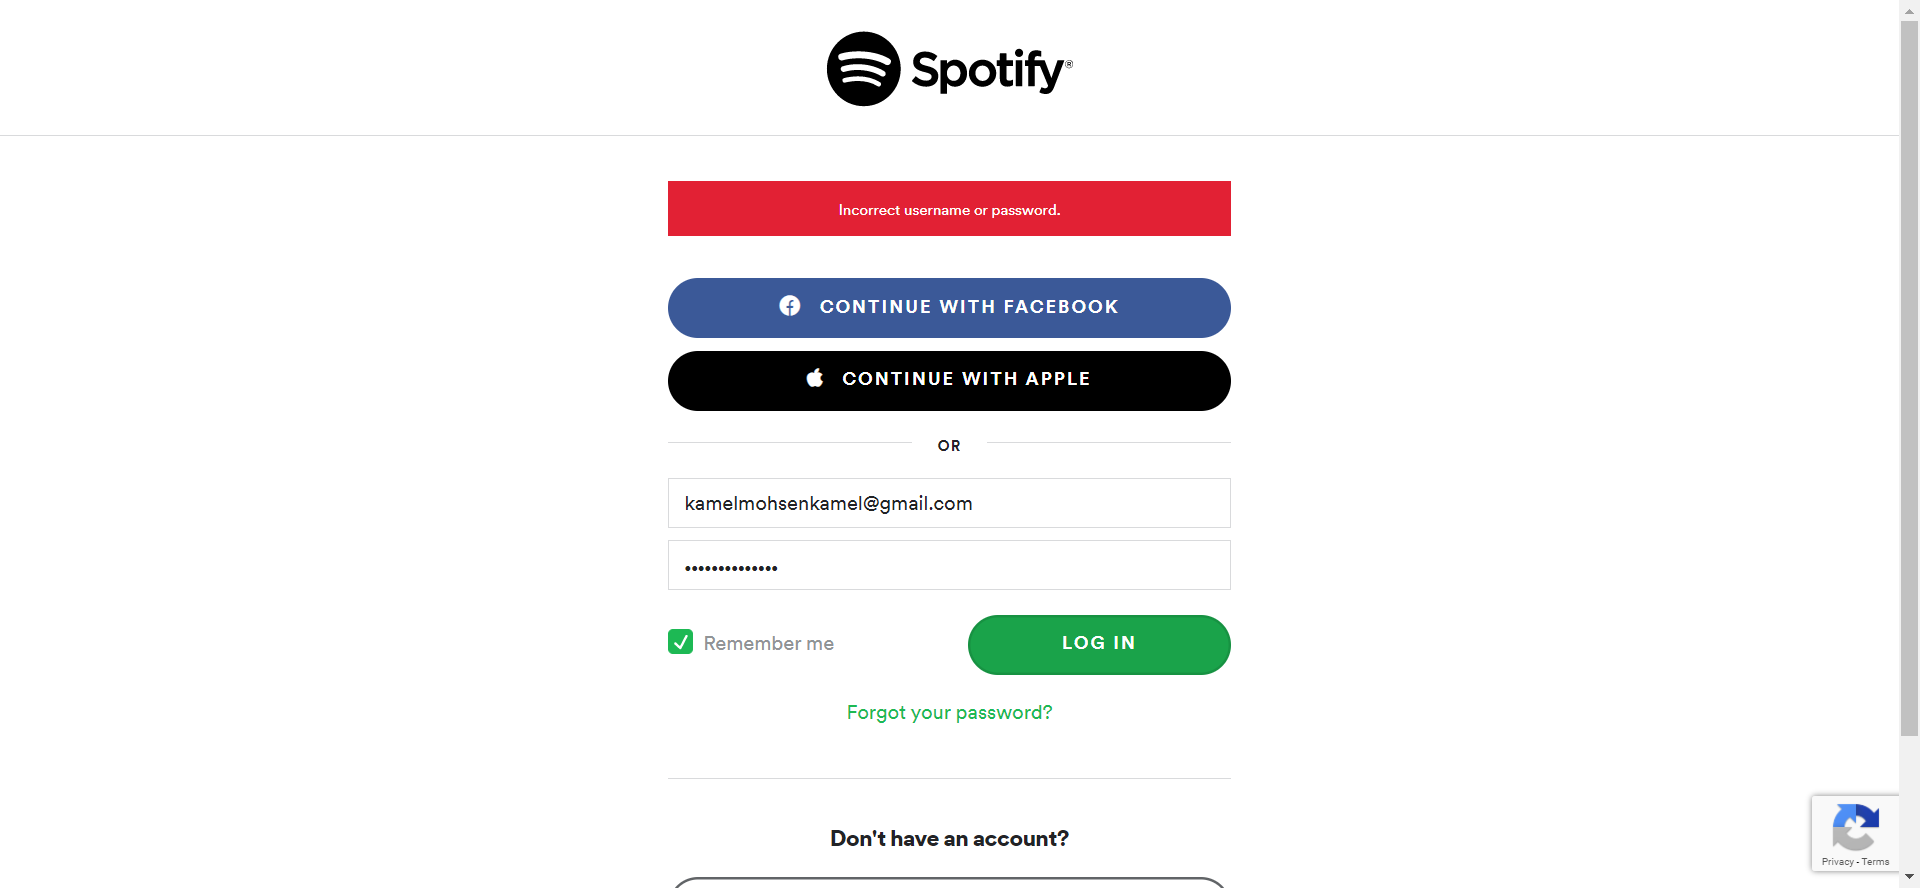 Spotify®
Incorrect username or password.
CONTINUE WITH FACEBOOK
CONTINUE WITH APPLE
OR
kamelmohsenkamel@gmail.com
••••••••••••••
Remember me
LOG IN
Forgot your password?
Don't have an account?
Privacy - Terms